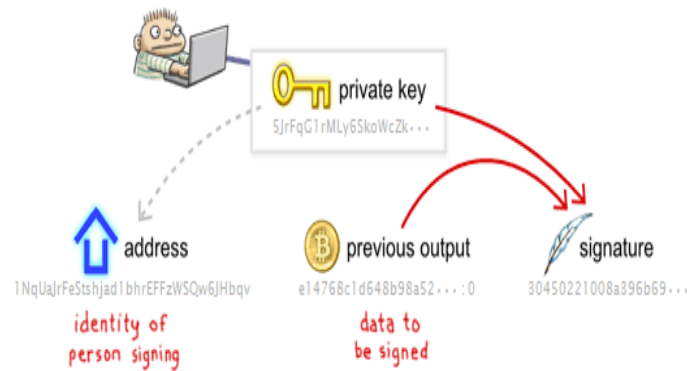 private key
5JrFqG1rMLy6SkoWcZk...
address
previous output
signature
1NqUaJrFeStshjad1bhrEFFzWSQw6JHbqv
e14768c1d648b98a52...:0
30450221008a396b69...
identity of
person signing
data to
be signed